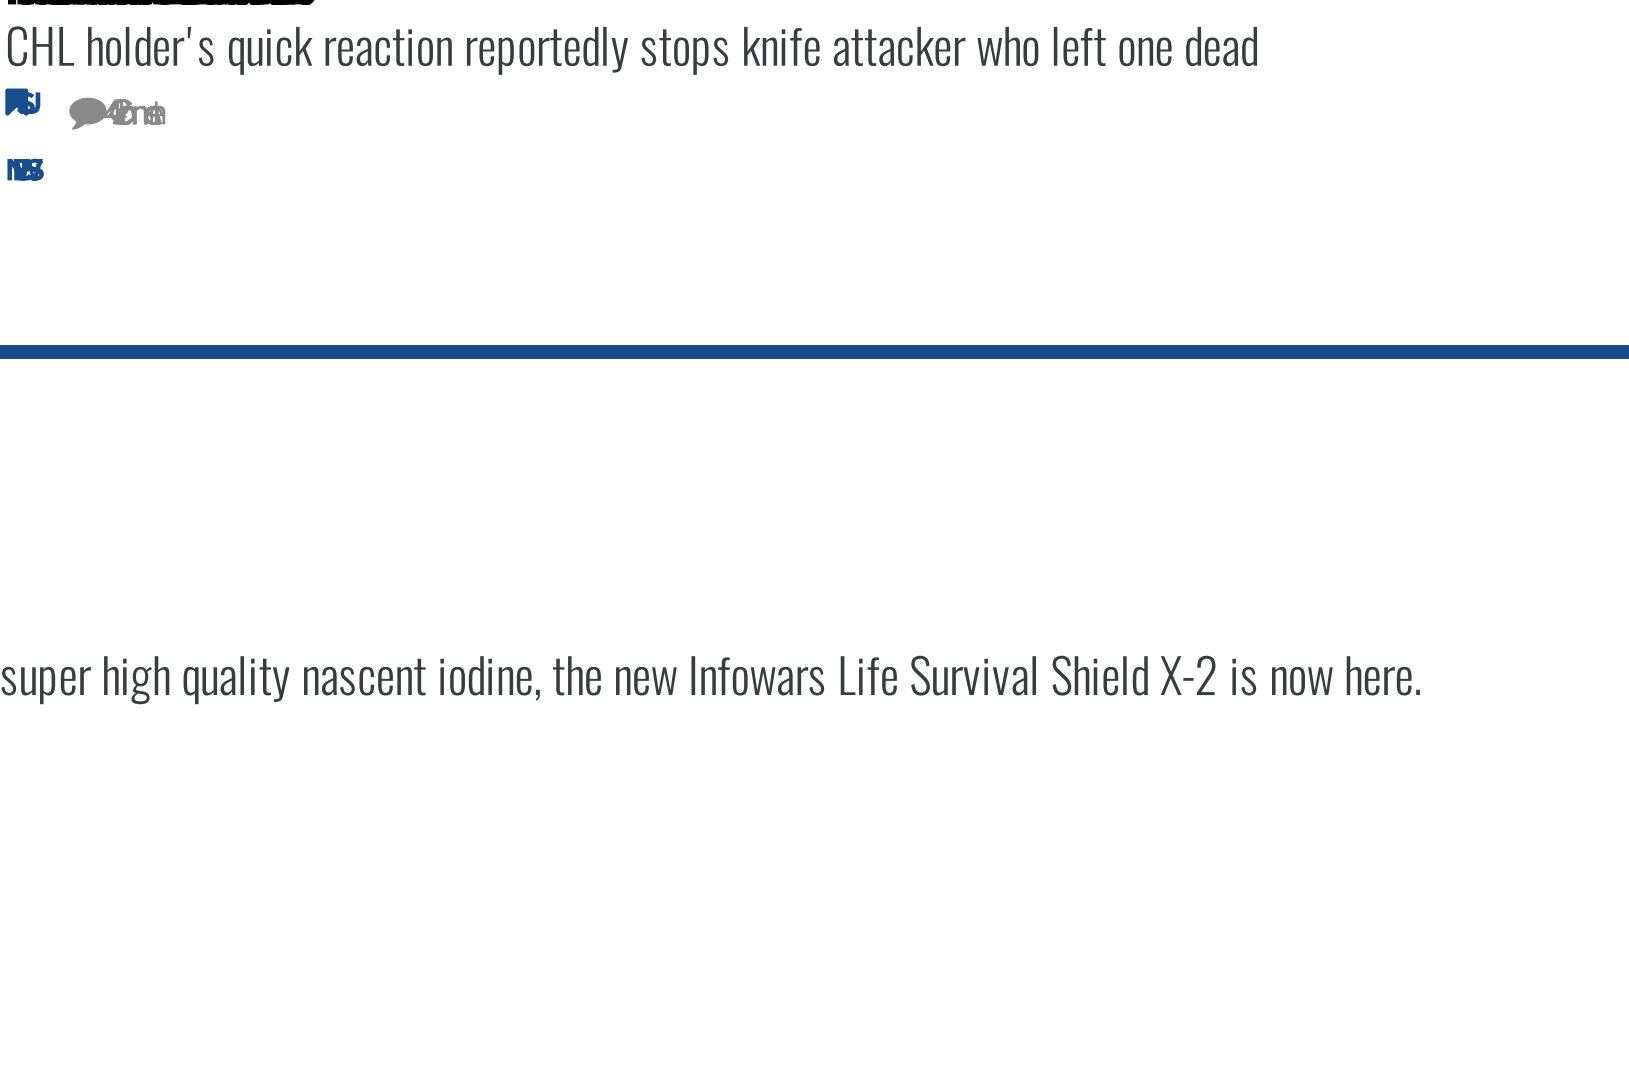 CHL holder's quick reaction reportedly stops knife attacker who left one dead
super high quality nascent iodine, the new Infowars Life Survival Shield X-2 is now here.